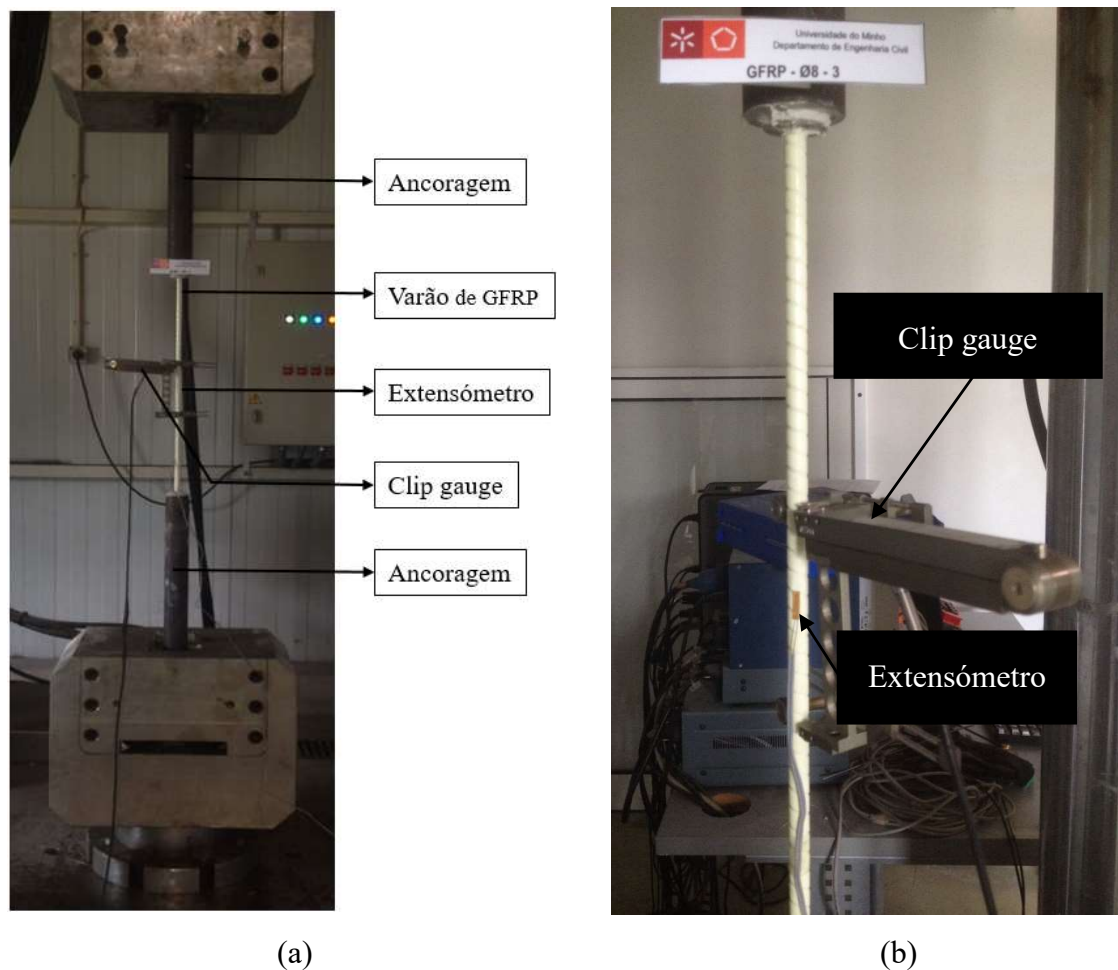 Ancoragem
Varão de GFRP
Extensómetro
Clip gauge
Ancoragem
(a)
Universidade do Minho
Departamento de Engenharia Civil
GFRP - Ø8 - 3
Clip gauge
Extensómetro
(b)